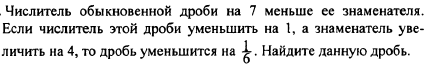 . Числитель обыкновенной дроби на 7 меньше ее знаменателя.
Если числитель этой дроби уменьшить на 1, а знаменатель уве-
личить на 4, то дробь уменьшится на 1/6. Найдите данную дробь.